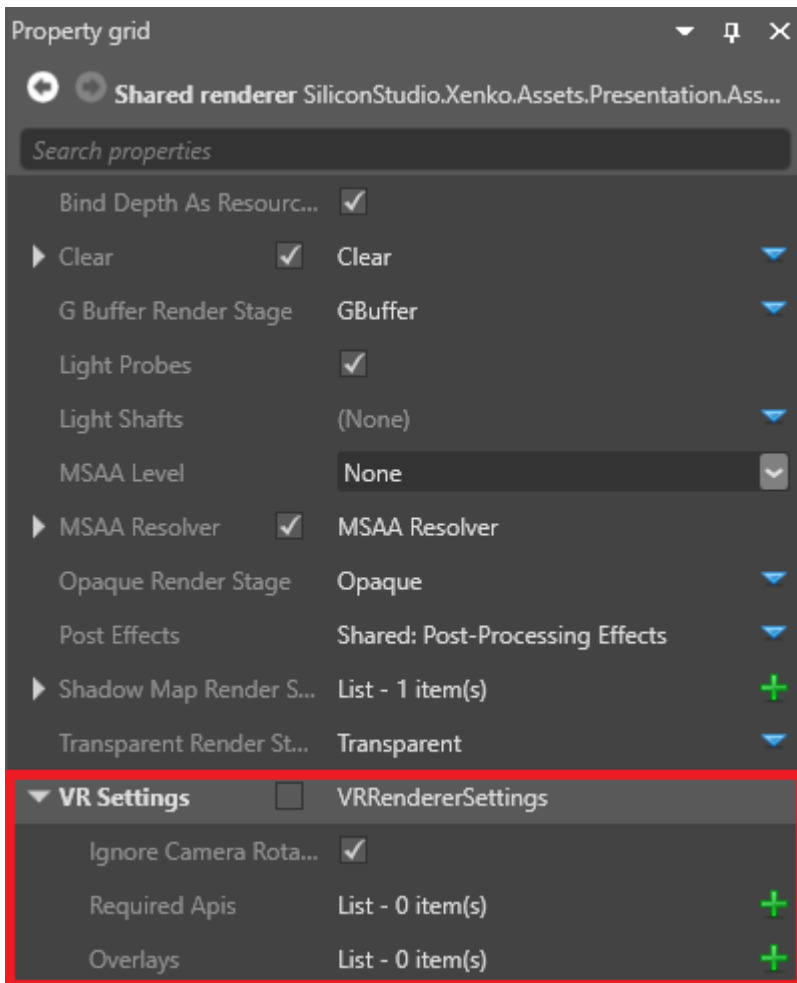 Property grid
Shared renderer SiliconStudio.Xenko.Assets.Presentation.Ass...
Search properties
Bind Depth As Resourc...
Clear Clear
G Buffer Render Stage GBuffer
Light Probes
Light Shafts (None)
MSAA Level None
MSAA Resolver MSAA Resolver
Opaque Render Stage Opaque
Post Effects Shared: Post-Processing Effects
Shadow Map Render S... List - 1 item(s)
Transparent Render St... Transparent
VR Settings VRRendererSettings
Ignore Camera Rota...
Required Apis List - 0 item(s)
Overlays List - 0 item(s)